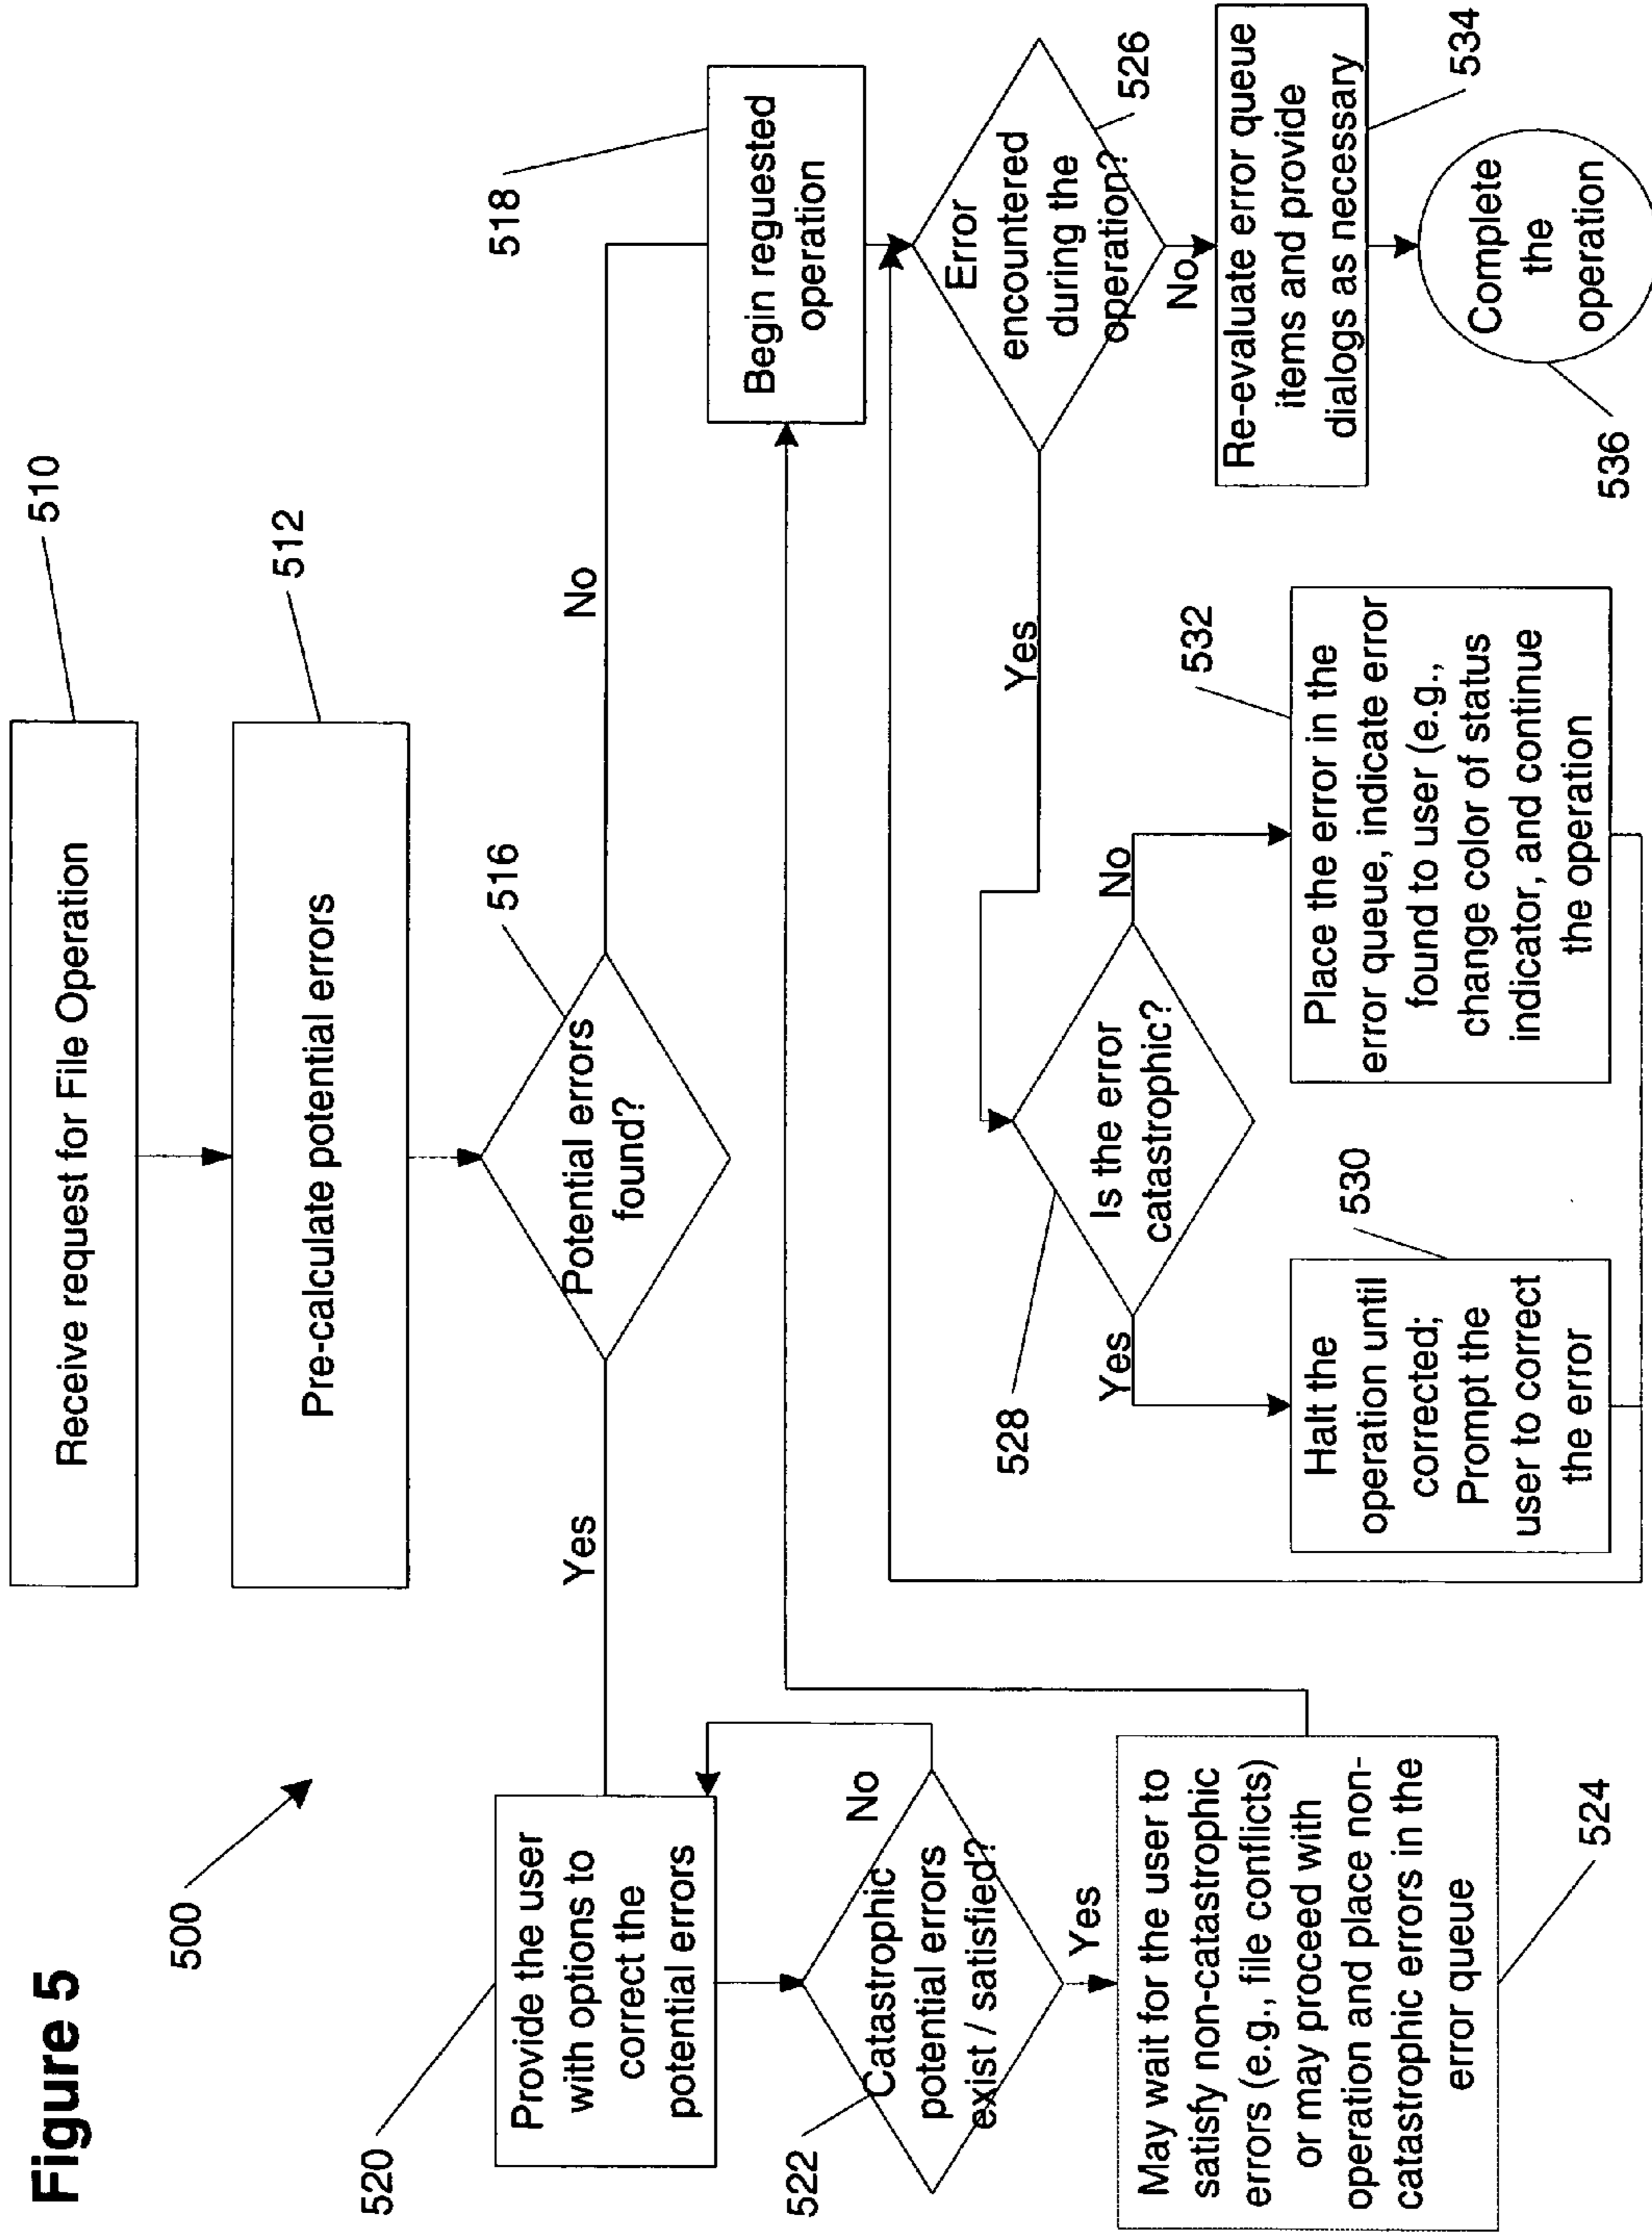 Figure 5
500
510
Receive request for File Operation
512
Pre-calculate potential errors
516
Potential errors
found?
Yes
No
520
Provide the user
with options to
correct the
potential errors
522
Catastrophic
potential errors
exist / satisfied?
No
Yes
May wait for the user to
satisfy non-catastrophic
errors (e.g., file conflicts)
or may proceed with
operation and place non-
catastrophic errors in the
error queue
524
518
Begin requested
operation
Error
encountered
during the
operation?
526
Yes
No
528
Is the error
catastrophic?
Yes
No
530
Halt the
operation until
corrected;
Prompt the
user to correct
the error
532
Place the error in the
error queue, indicate error
found to user (e.g.,
change color of status
indicator, and continue
the operation
Re-evaluate error queue
items and provide
dialogs as necessary
534
536
Complete
the
operation